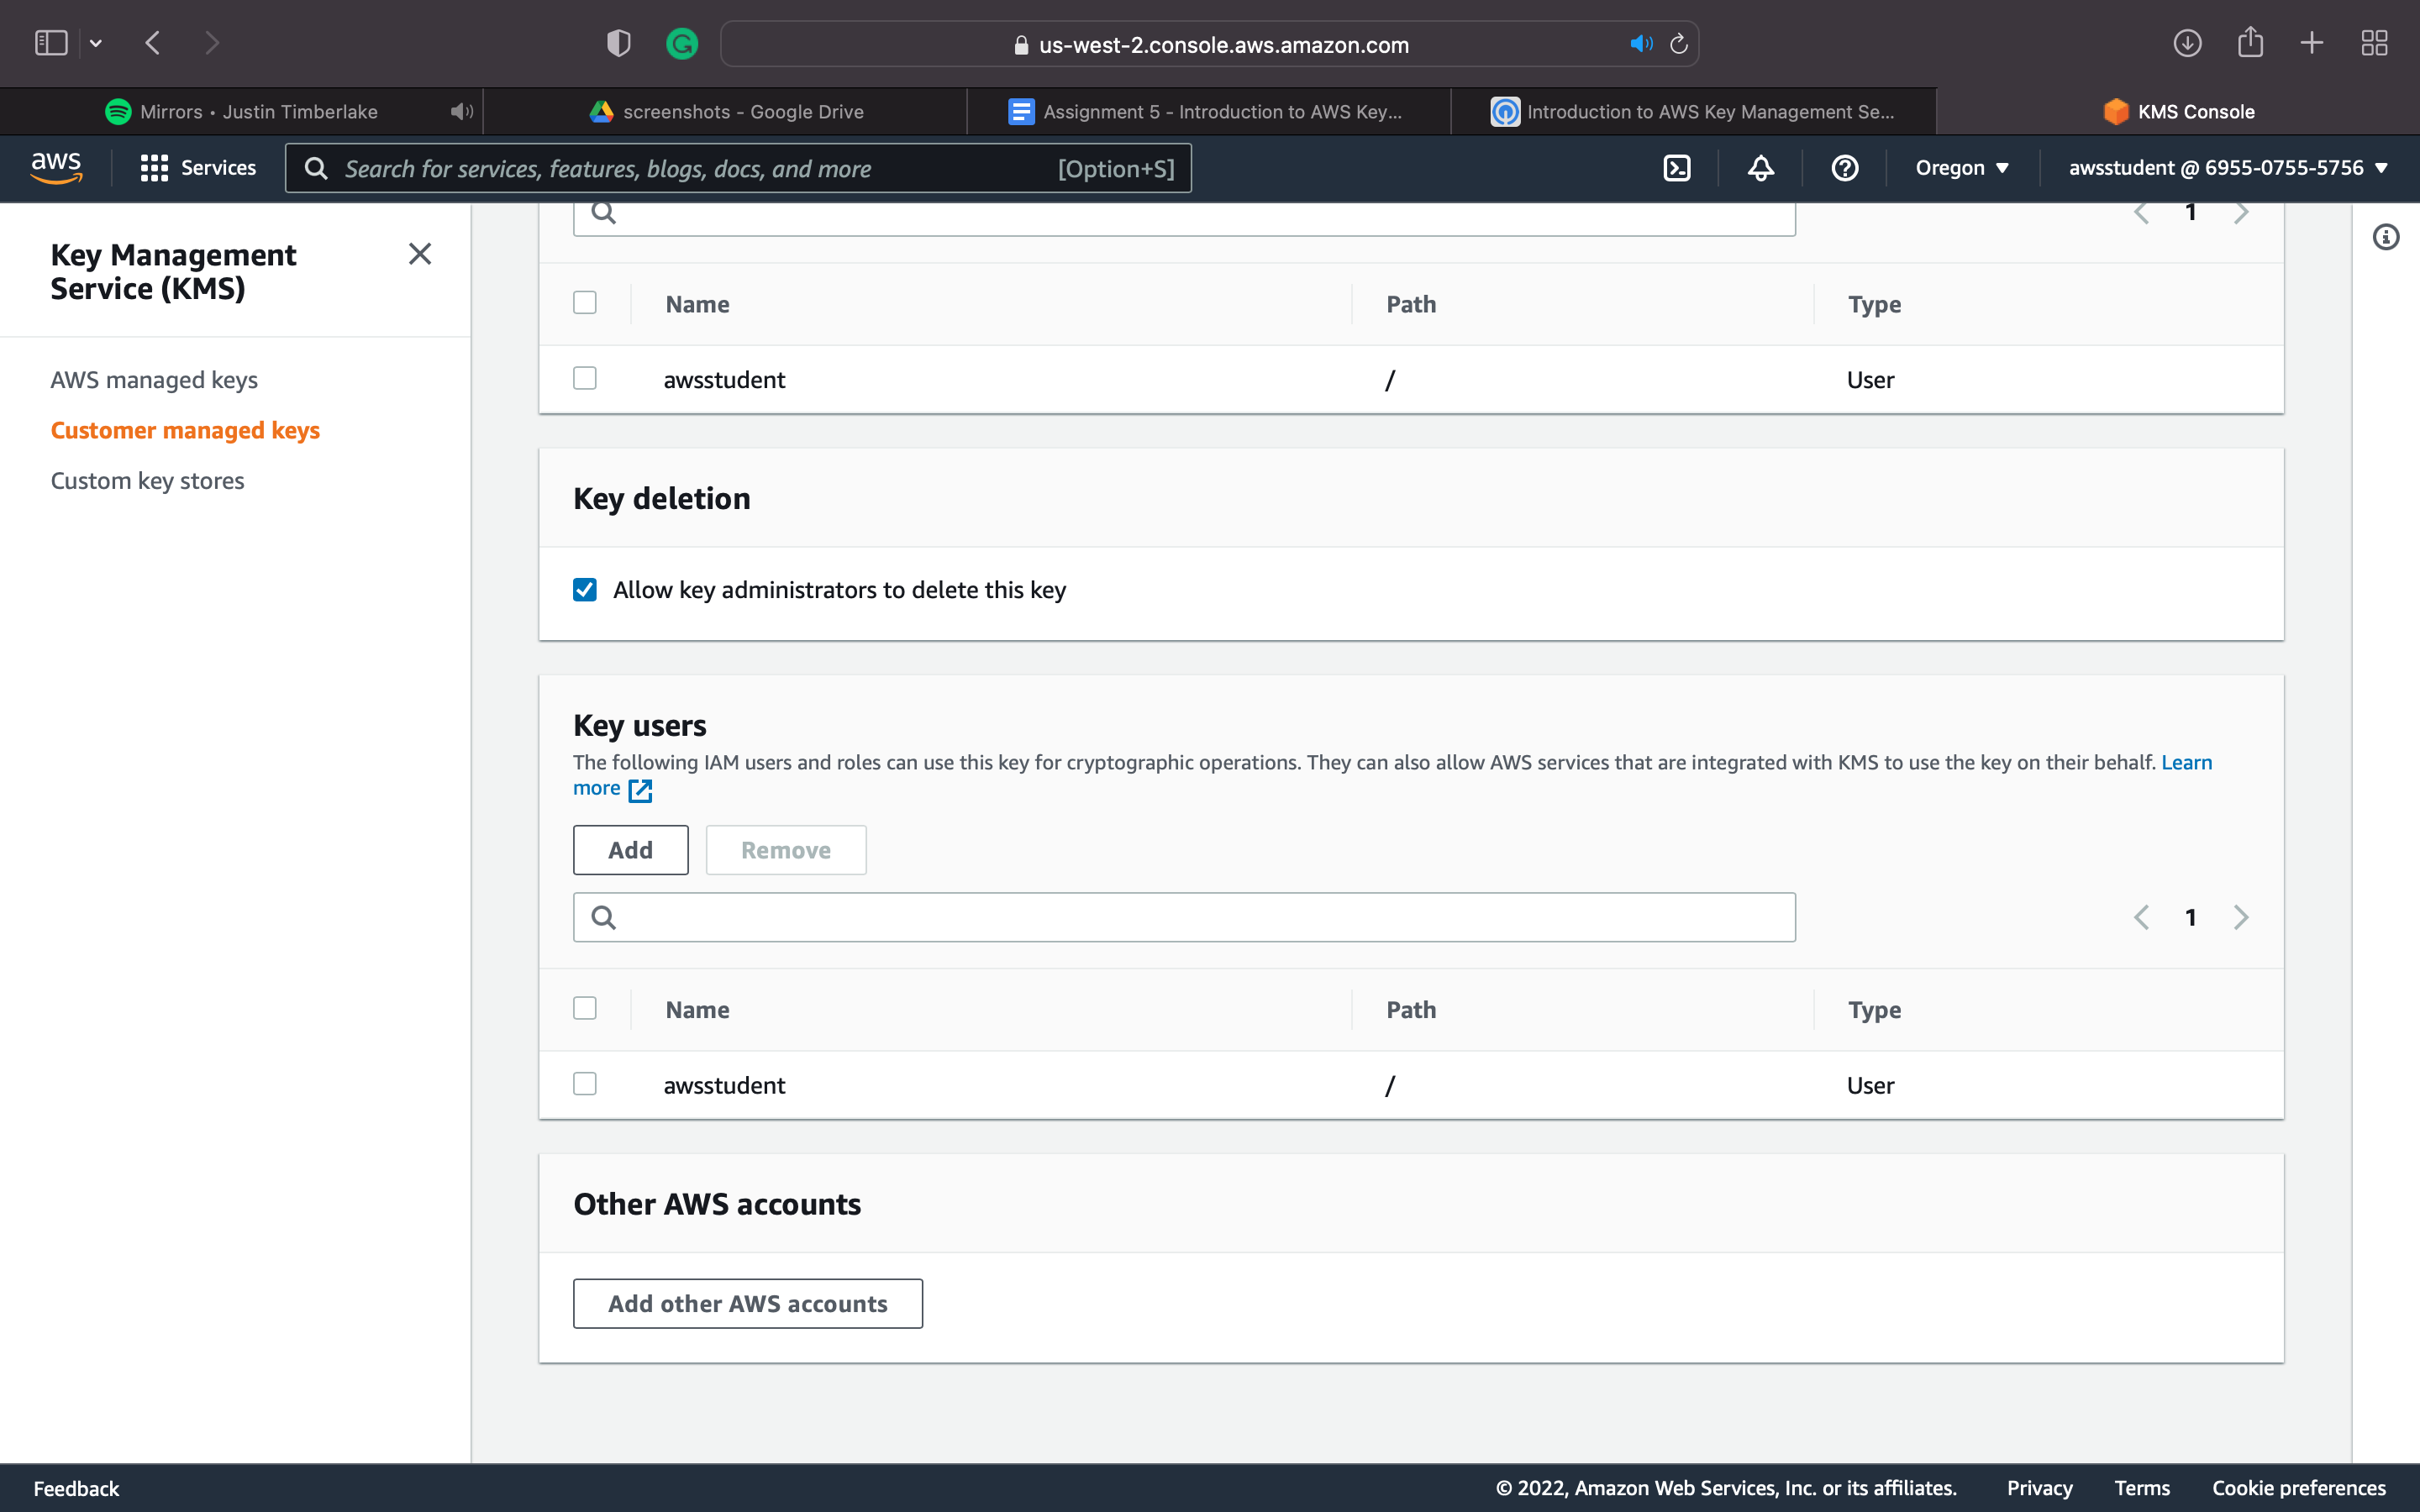 us-west-2.console.aws.amazon.com
Mirrors • Justin Timberlake
screenshots - Google Drive
Assignment 5 - Introduction to AWS Key...
Introduction to AWS Key Management Se...
KMS Console
aws
Services
Search for services, features, blogs, docs, and more
[Option+S]
Oregon
awsstudent @ 6955-0755-5756
Key Management
Service (KMS)
AWS managed keys
Customer managed keys
Custom key stores
1
Name Path Type
awsstudent / User
Key deletion
Allow key administrators to delete this key
Key users
The following IAM users and roles can use this key for cryptographic operations. They can also allow AWS services that are integrated with KMS to use the key on their behalf. Learn
more
Add Remove
1
Name Path Type
awsstudent / User
Other AWS accounts
Add other AWS accounts
Feedback
© 2022, Amazon Web Services, Inc. or its affiliates. Privacy Terms Cookie preferences